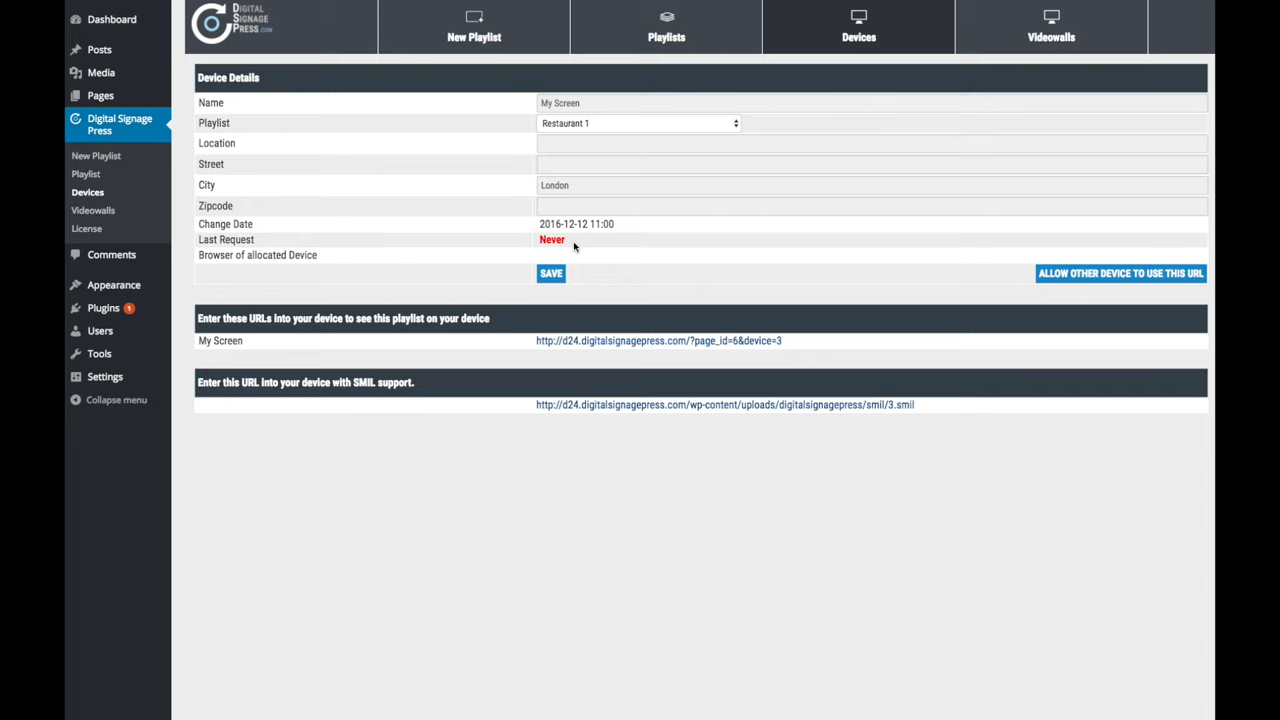 Dashboard
Posts
Media
Pages
Digital Signage
Press
New Playlist
Playlist
Devices
Videowalls
License
Comments
Appearance
Plugins 1
Users
Tools
Settings
Collapse menu
DIGITAL
SIGNAGE
PRESS.COM
New Playlist
Playlists
Devices
Videowalls
Device Details
Name My Screen
Playlist Restaurant 1
Location
Street
City London
Zipcode
Change Date 2016-12-12 11:00
Last Request Never
Browser of allocated Device
SAVE ALLOW OTHER DEVICE TO USE THIS URL
Enter these URLs into your device to see this playlist on your device
My Screen http://d24.digitalsignagepress.com/?page_id=6&device=3
Enter this URL into your device with SMIL support.
http://d24.digitalsignagepress.com/wp-content/uploads/digitalsignagepress/smil/3.smil